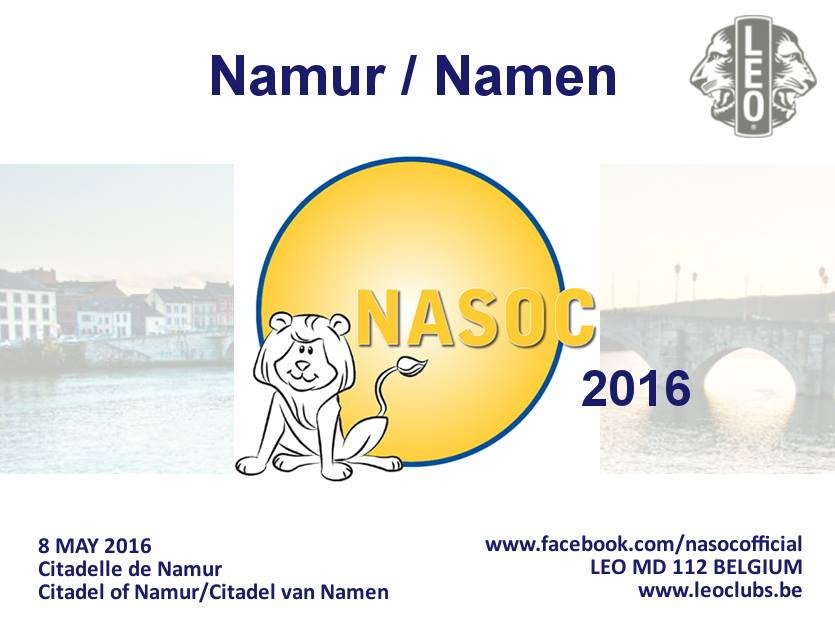 Namur / Namen
LEO
®
NASOC
2016
8 MAY 2016
Citadelle de Namur
Citadel of Namur/Citadel van Namen
www.facebook.com/nasocofficial
LEO MD 112 BELGIUM
www.leoclubs.be